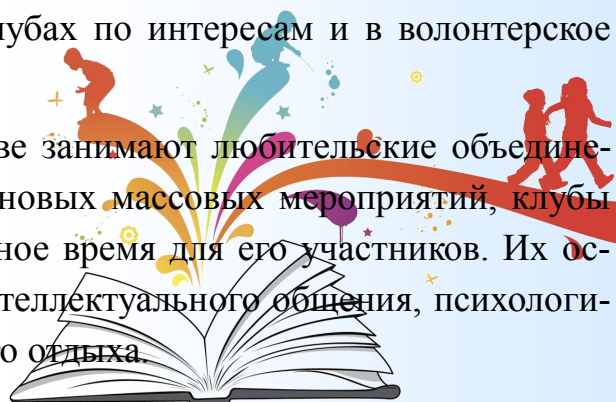 лубах по интересам и в волонтерское
ве занимают любительские объедине-
новых массовых мероприятий, клубы
ное время для его участников. Их ос-
теллектуального общения, психологи-
о отдыха.